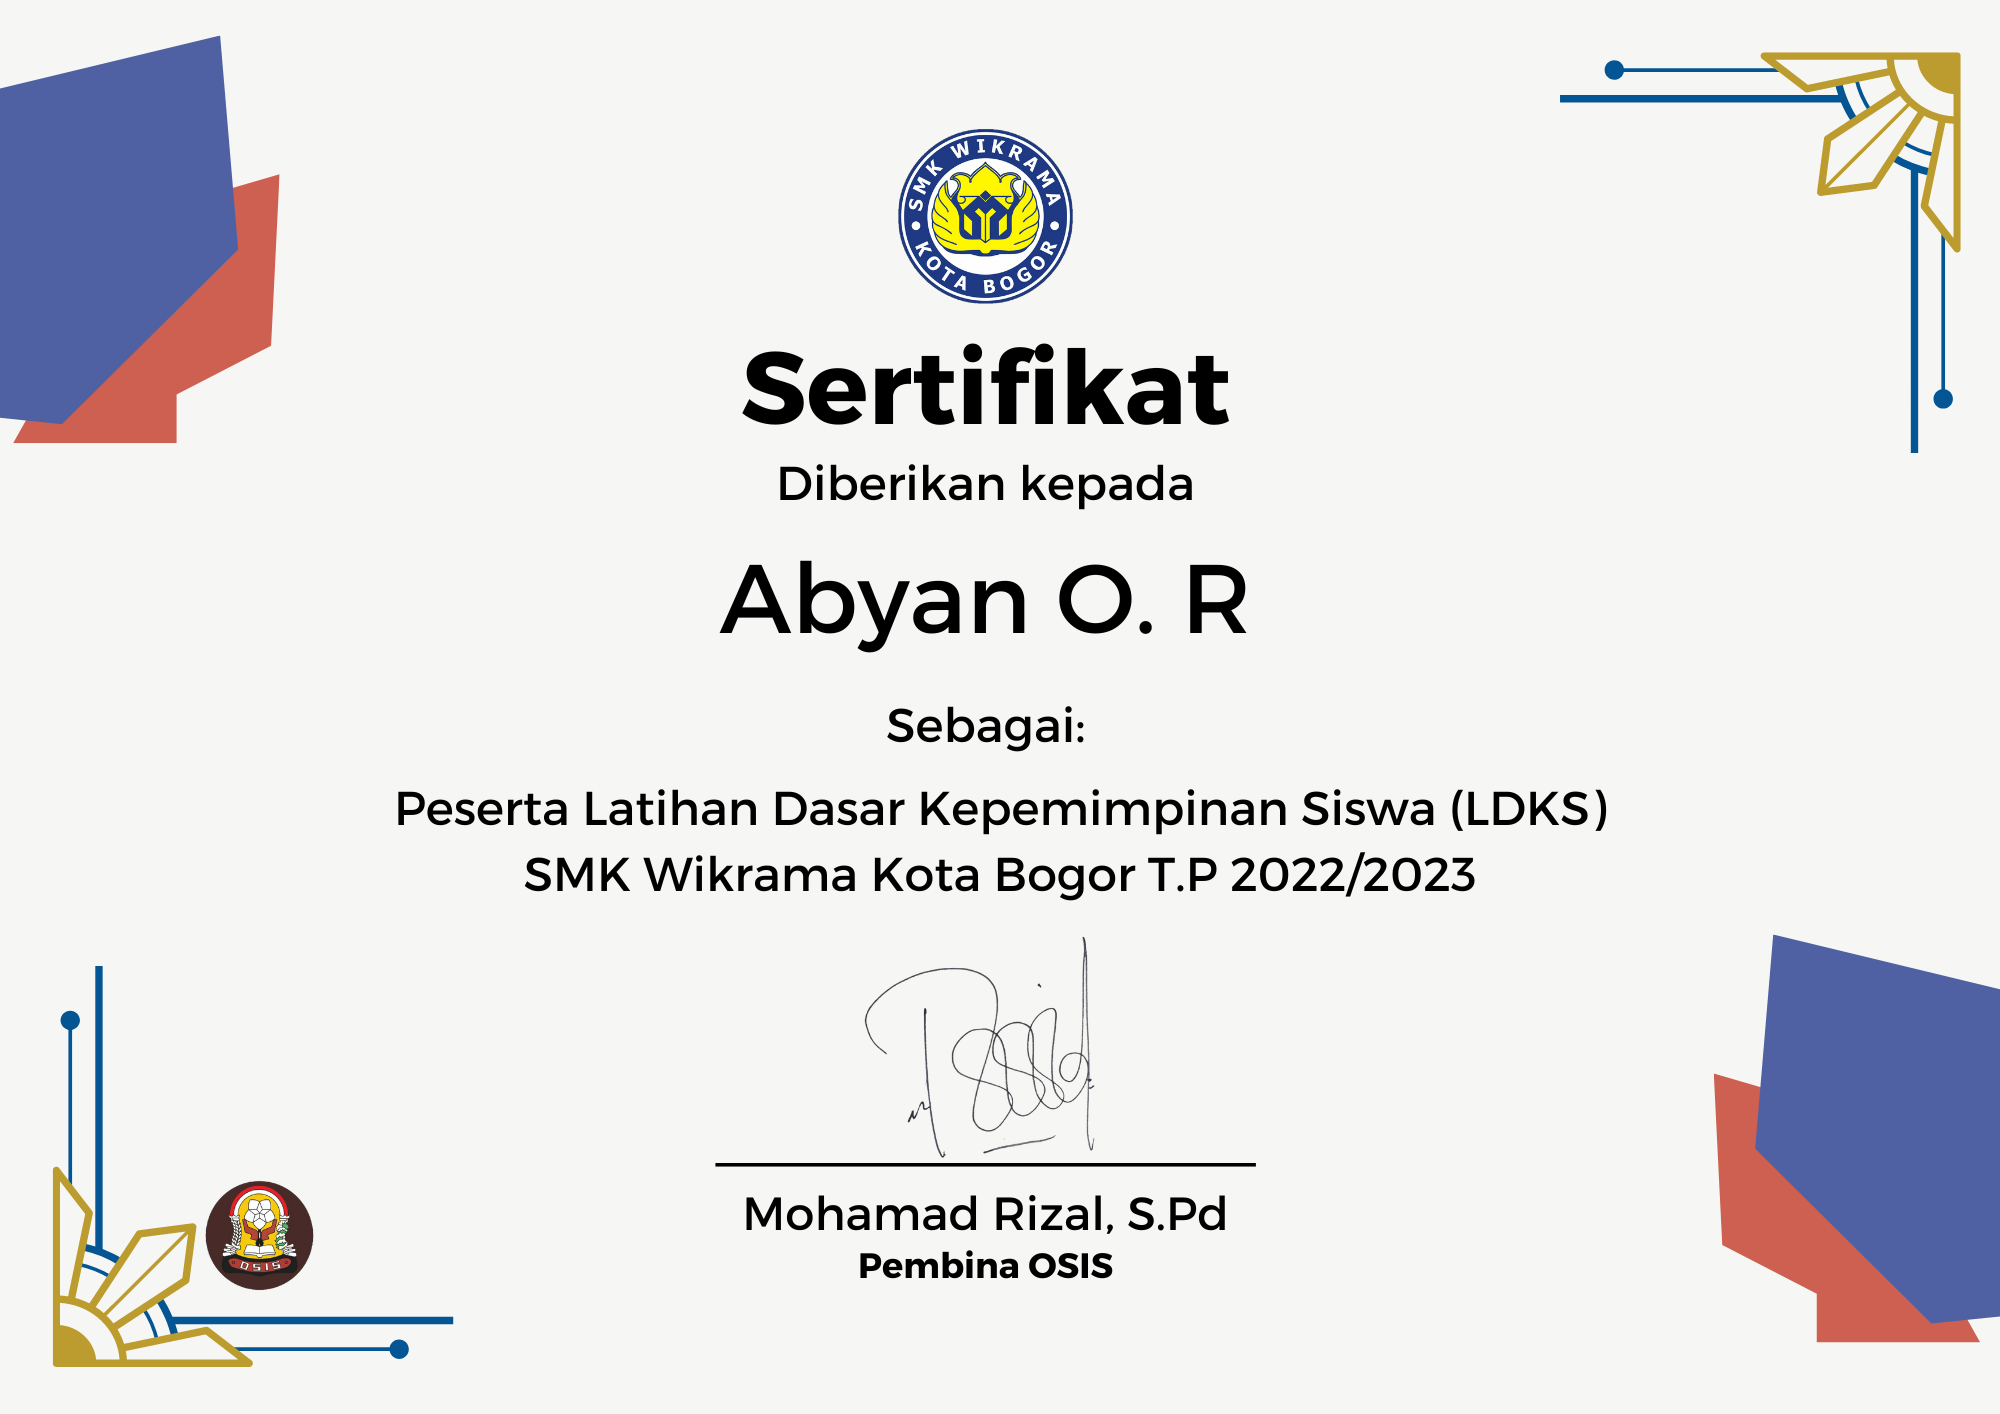 SMK WIKRAMA
KOTA BOGOR
Sertifikat
Diberikan kepada
Abyan O. R
Sebagai:
Peserta Latihan Dasar Kepemimpinan Siswa (LDKS)
SMK Wikrama Kota Bogor T.P 2022/2023
Mohamad Rizal, S.Pd
Pembina OSIS
OSIS